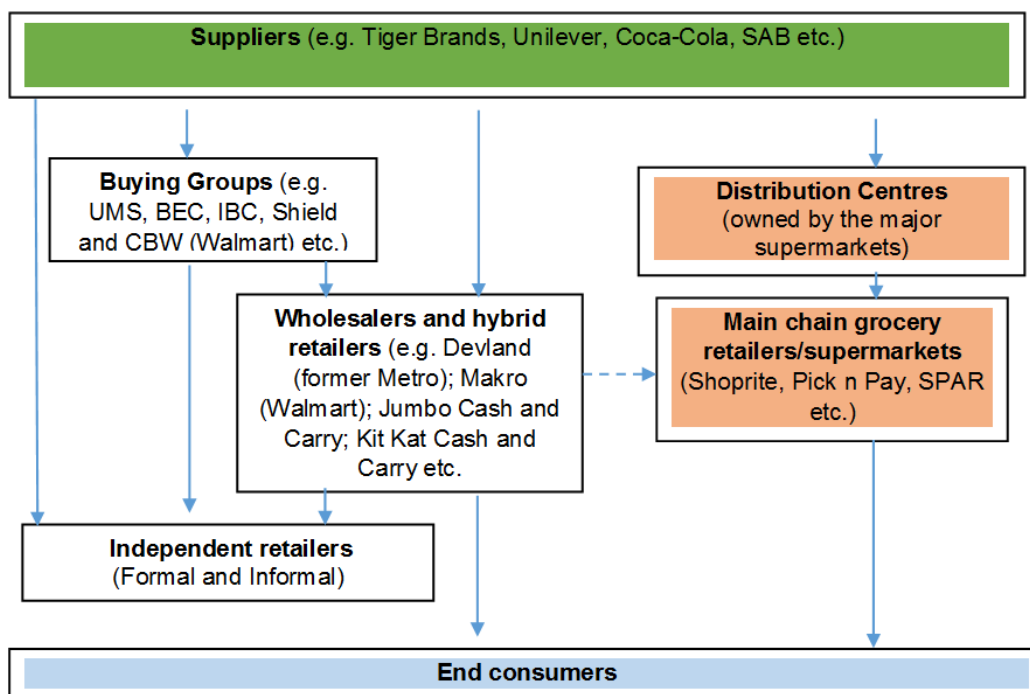 Suppliers (e.g. Tiger Brands, Unilever, Coca-Cola, SAB etc.)
Buying Groups (e.g.
UMS, BEC, IBC, Shield
and CBW (Walmart) etc.)
Distribution Centres
(owned by the major
supermarkets)
Wholesalers and hybrid
retailers (e.g. Devland
(former Metro); Makro
(Walmart); Jumbo Cash and
Carry; Kit Kat Cash and
Carry etc.
Main chain grocery
retailers/supermarkets
(Shoprite, Pick n Pay, SPAR
etc.)
Independent retailers
(Formal and Informal)
End consumers